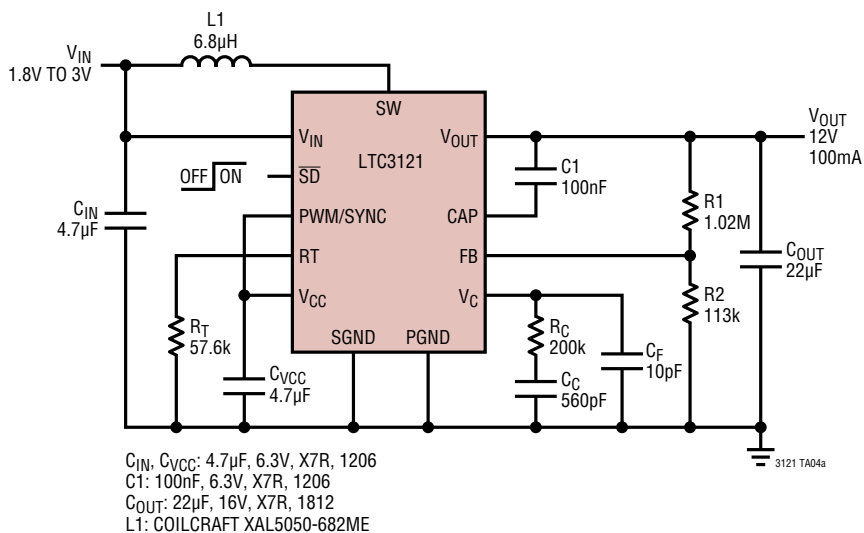 L1
6.8µH
VIN
1.8V TO 3V
SW
VIN
VOUT
LTC3121
VOUT
12V
100mA
OFF ON
SD
C1
100nF
CIN
4.7µF
PWM/SYNC
CAP
R1
1.02M
RT
FB
COUT
22µF
VCC
VC
R2
113k
RT
57.6k
SGND
PGND
RC
200k
CF
10pF
CVCC
4.7µF
CC
560pF
3121 TA04a
CIN, CVCC: 4.7µF, 6.3V, X7R, 1206
C1: 100nF, 6.3V, X7R, 1206
COUT: 22µF, 16V, X7R, 1812
L1: COILCRAFT XAL5050-682ME